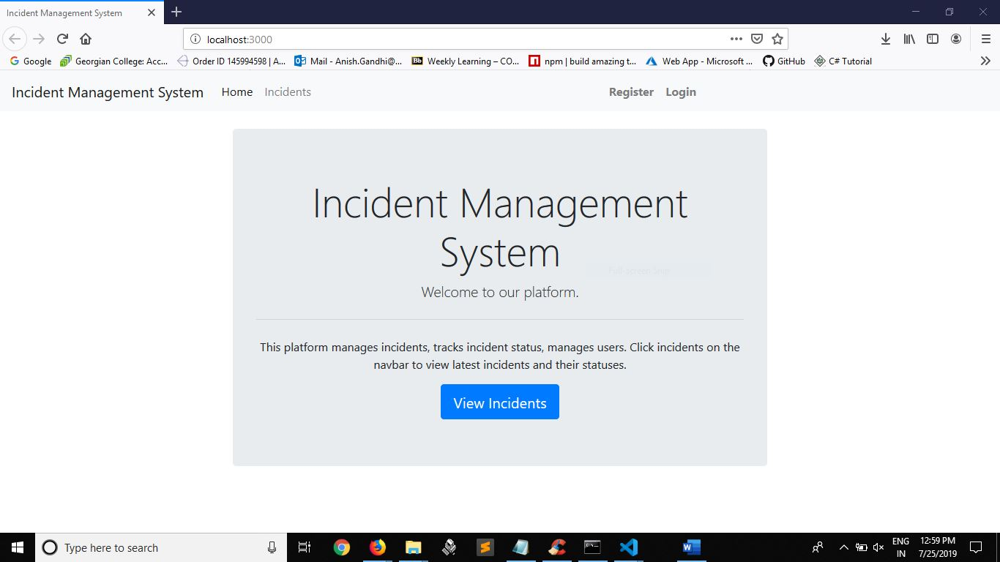 Incident Management System
localhost:3000
Google Georgian College: Acc... Order ID 145994598 | A... Mail - Anish.Gandhi@... Bb Weekly Learning – CO... npm | build amazing t... Web App - Microsoft ... GitHub C# Tutorial
Incident Management System Home Incidents Register Login
Incident Management
System
Full-screen Snip
Welcome to our platform.
This platform manages incidents, tracks incident status, manages users. Click incidents on the
navbar to view latest incidents and their statuses.
View Incidents
Type here to search
ENG 12:59 PM
IN 7/25/2019